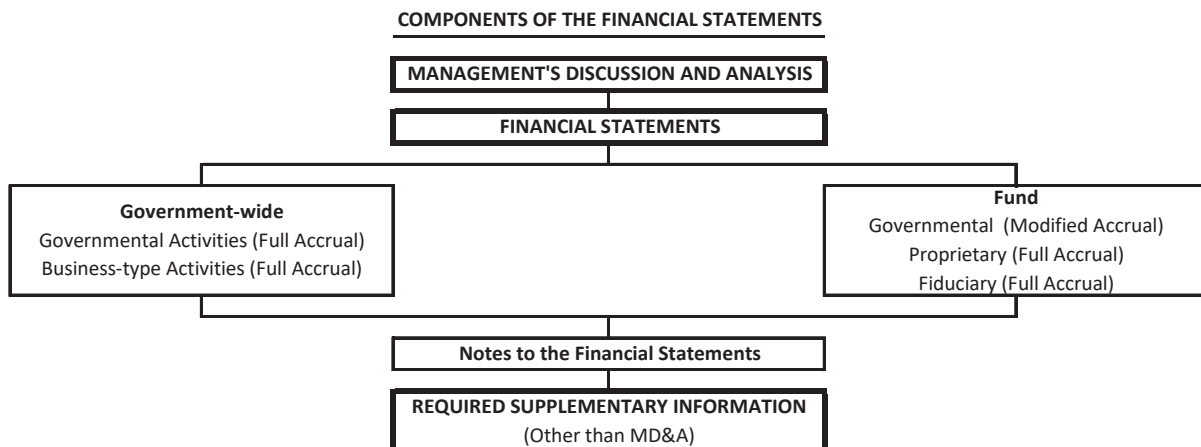 COMPONENTS OF THE FINANCIAL STATEMENTS
MANAGEMENT'S DISCUSSION AND ANALYSIS
FINANCIAL STATEMENTS
Government-wide
Governmental Activities (Full Accrual)
Business-type Activities (Full Accrual)
Fund
Governmental (Modified Accrual)
Proprietary (Full Accrual)
Fiduciary (Full Accrual)
Notes to the Financial Statements
REQUIRED SUPPLEMENTARY INFORMATION
(Other than MD&A)